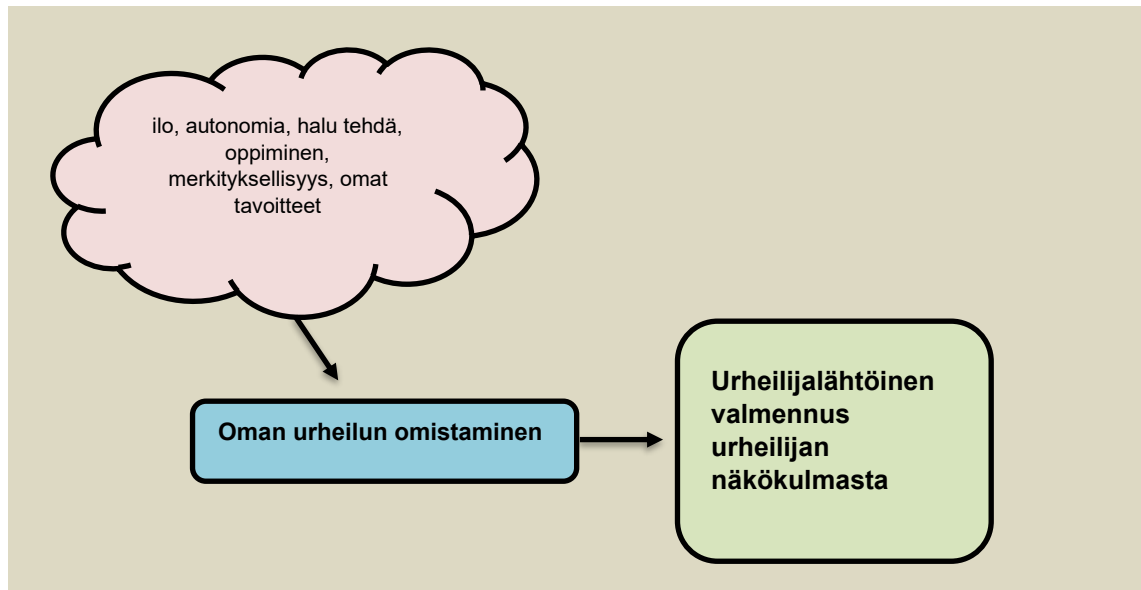 ilo, autonomia, halu tehdä,
oppiminen,
merkityksellisyys, omat
tavoitteet
Oman urheilun omistaminen
Urheilijalähtöinen
valmennus
urheilijan
näkökulmasta